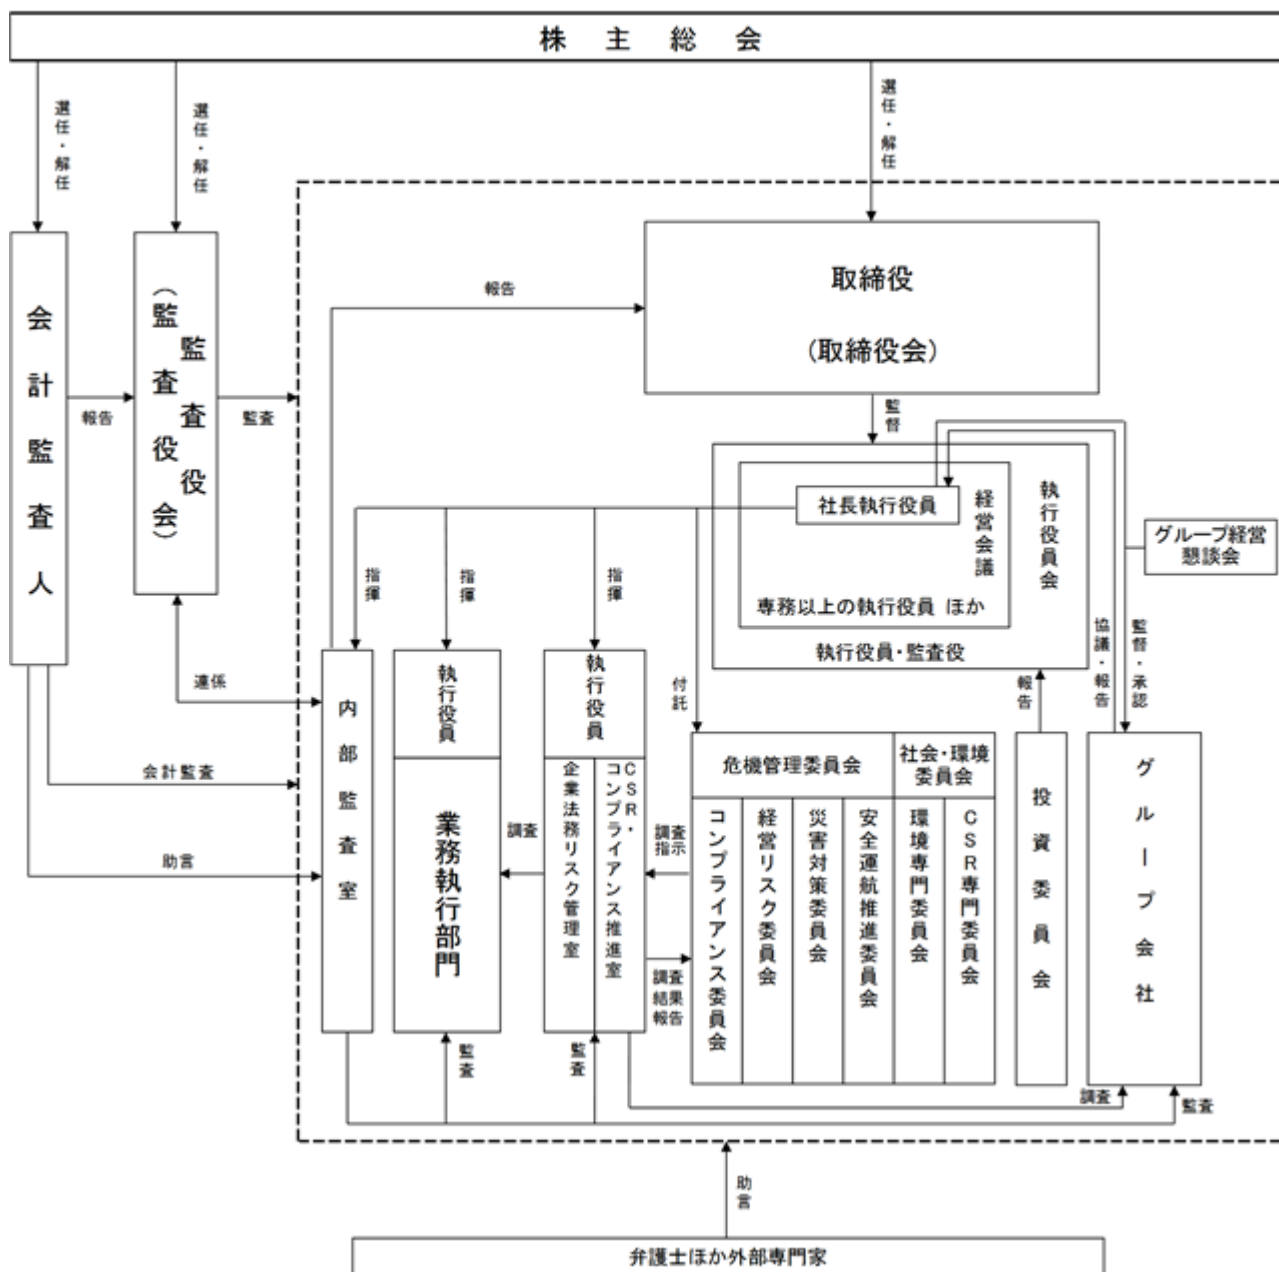 株主総会
選任・解任
選任・解任
選任・解任
会計監査人
監査役
(監査役会)
報告
監査
報告
取締役
(取締役会)
監督
社長執行役員
経営会議
専務以上の執行役員 ほか
執行役員会
執行役員・監査役
グループ経営
懇談会
指揮
指揮
指揮
付託
報告
協議・報告
監督・承認
連係
会計監査
助言
内部監査室
執行役員
業務執行部門
調査
執行役員
企業法務リスク管理室
CSR・
コンプライアンス推進室
調査
指示
調査
結果
報告
危機管理委員会
コンプライアンス委員会
経営リスク委員会
災害対策委員会
安全運航推進委員会
社会・環境
委員会
環境専門委員会
CSR専門委員会
投資委員会
グループ会社
監査
監査
調査
監査
助言
弁護士ほか外部専門家